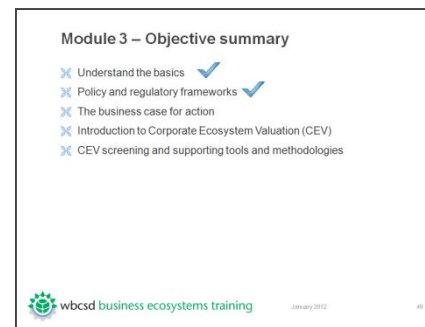 Module 3 – Objective summary
Understand the basics
Policy and regulatory frameworks
The business case for action
Introduction to Corporate Ecosystem Valuation (CEV)
CEV screening and supporting tools and methodologies
wbcsd business ecosystems training
January 2012